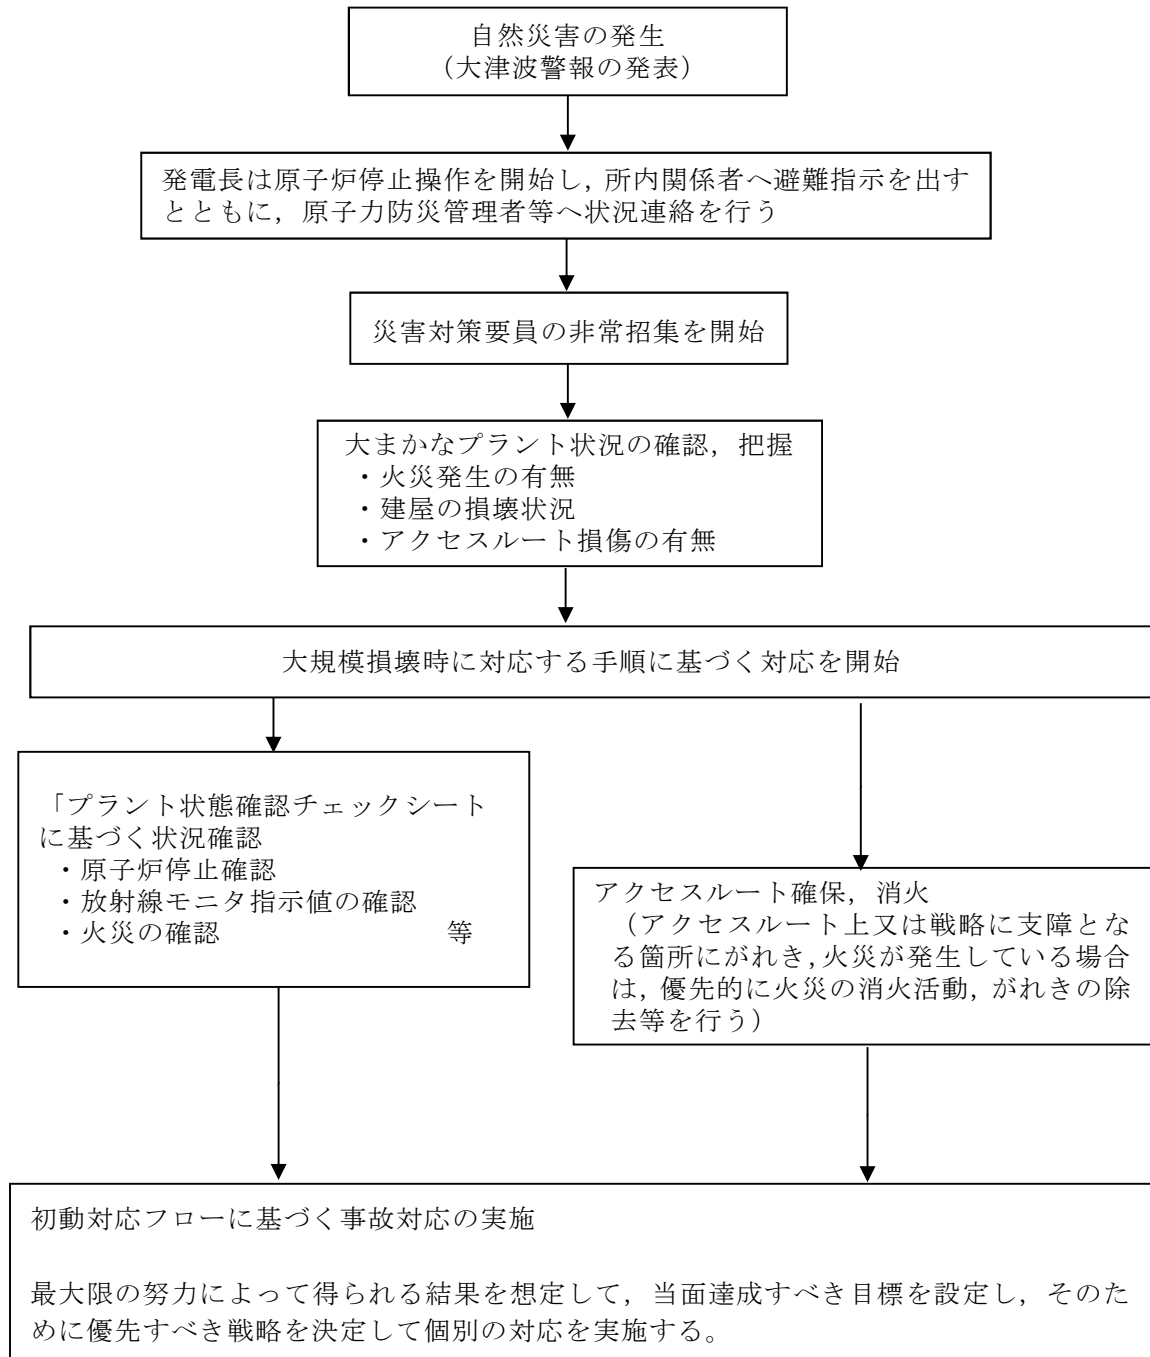 自然災害の発生
（大津波警報の発表）
発電長は原子炉停止操作を開始し，所内関係者へ避難指示を出す
とともに，原子力防災管理者等へ状況連絡を行う
災害対策要員の非常招集を開始
大まかなプラント状況の確認，把握
・火災発生の有無
・建屋の損壊状況
・アクセスルート損傷の有無
大規模損壊時に対応する手順に基づく対応を開始
「プラント状態確認チェックシート
に基づく状況確認
・原子炉停止確認
・放射線モニタ指示値の確認
・火災の確認 等
アクセスルート確保，消火
（アクセスルート上又は戦略に支障とな
る箇所にがれき，火災が発生している場合
は，優先的に火災の消火活動，がれきの除
去等を行う）
初動対応フローに基づく事故対応の実施
最大限の努力によって得られる結果を想定して，当面達成すべき目標を設定し，そのた
めに優先すべき戦略を決定して個別の対応を実施する。